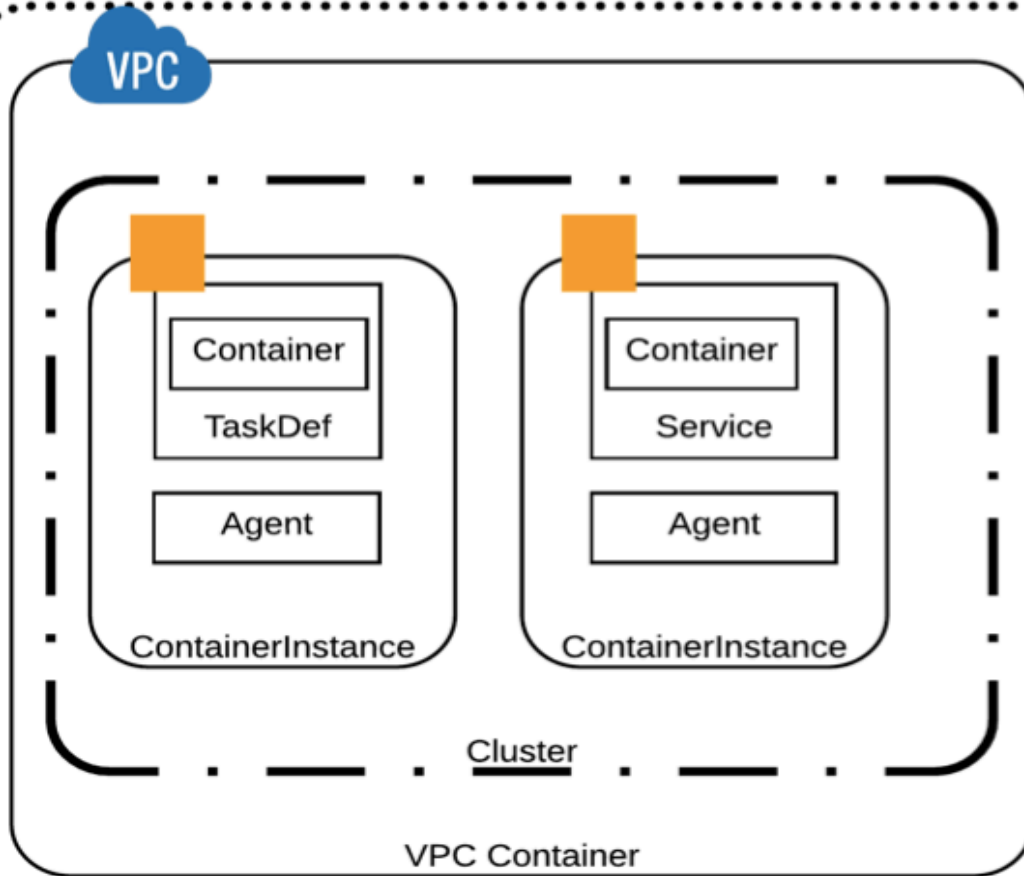 VPC
Container
TaskDef
Agent
ContainerInstance
Container
Service
Agent
ContainerInstance
Cluster
VPC Container